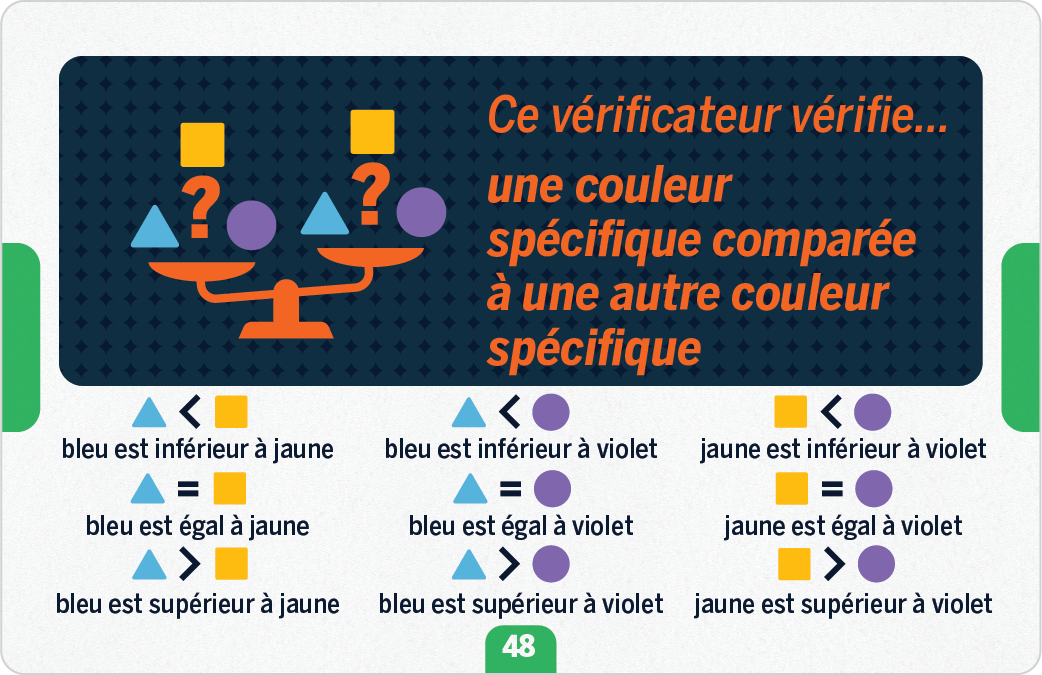 Ce vérificateur vérifie...
une couleur
spécifique comparée
à une autre couleur
spécifique
? ?
< < <
bleu est inférieur à jaune bleu est inférieur à violet jaune est inférieur à violet
= = =
bleu est égal à jaune bleu est égal à violet jaune est égal à violet
> > >
bleu est supérieur à jaune bleu est supérieur à violet jaune est supérieur à violet
48